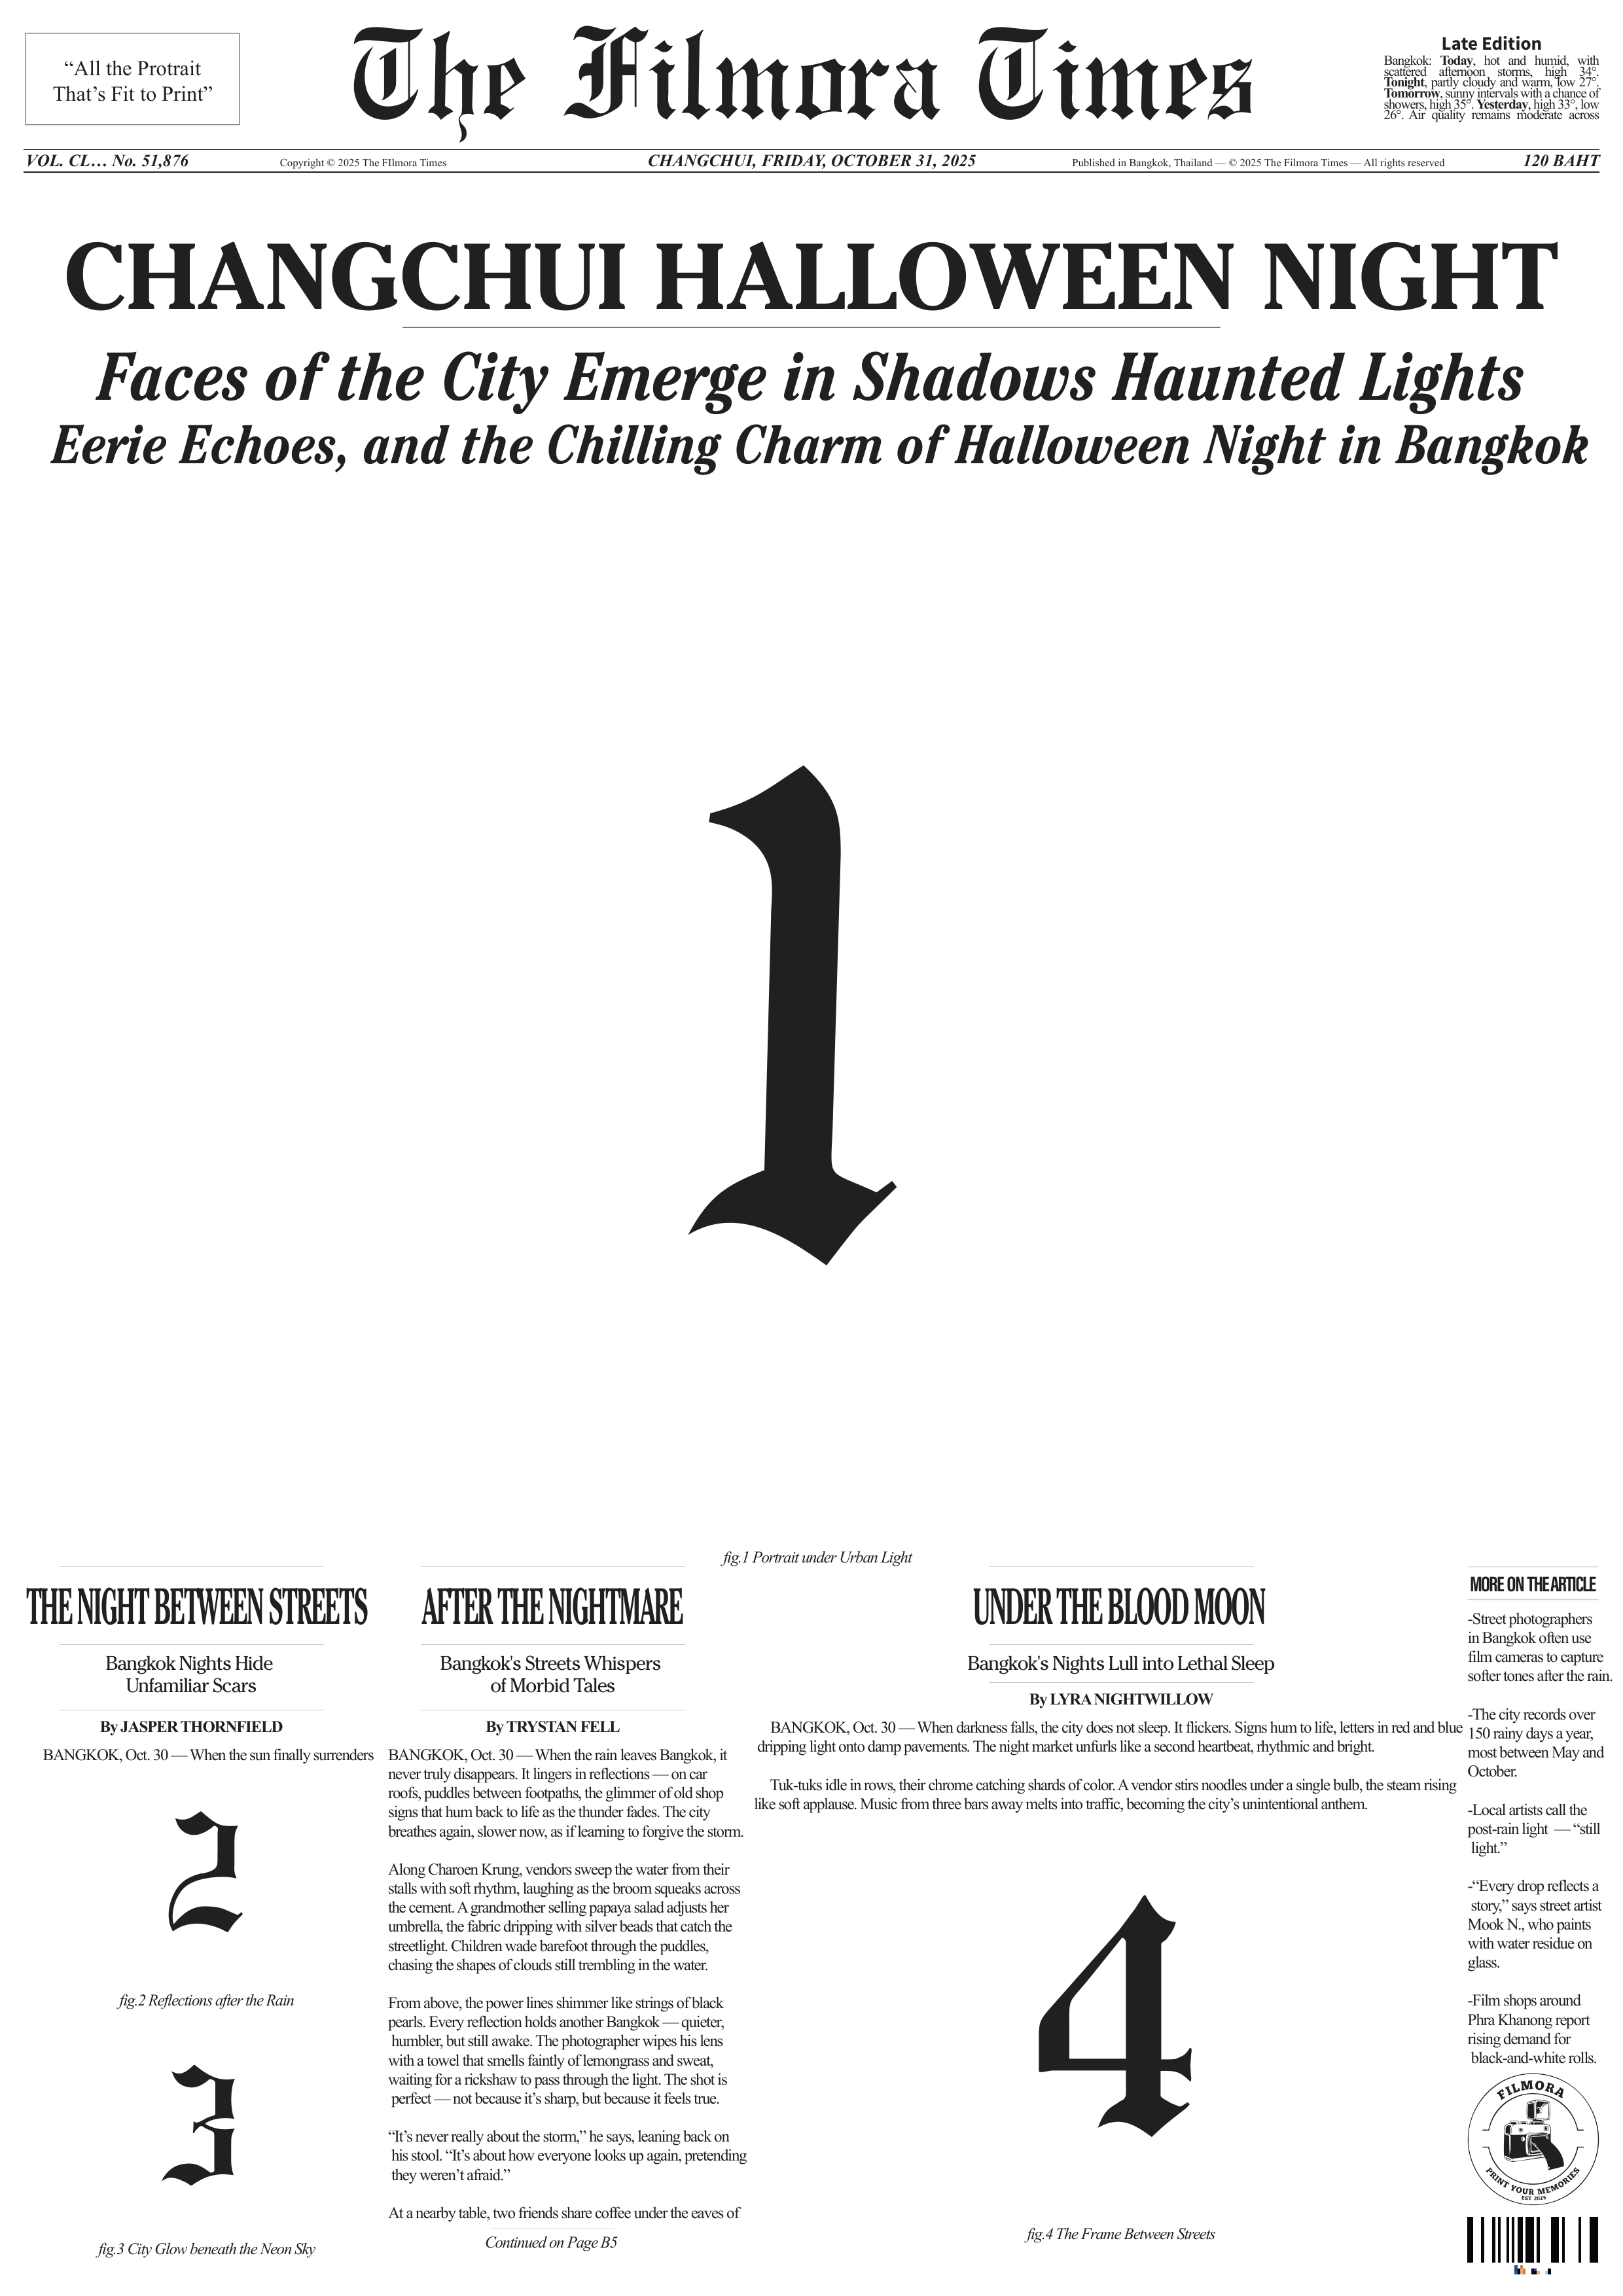 “All the Protrait
That’s Fit to Print”
The Filmora Times
Late Edition
Bangkok: Today, hot and humid, with
scattered afternoon storms, high 34°.
Tonight, partly cloudy and warm, low 27°.
Tomorrow, sunny intervals with a chance of
showers, high 35°. Yesterday, high 33°, low
26°. Air quality remains moderate across
VOL. CL… No. 51,876
Copyright © 2025 The FIlmora Times
CHANGCHUI, FRIDAY, OCTOBER 31, 2025
Published in Bangkok, Thailand — © 2025 The Filmora Times — All rights reserved
120 BAHT
CHANGCHUI HALLOWEEN NIGHT
Faces of the City Emerge in Shadows Haunted Lights
Eerie Echoes, and the Chilling Charm of Halloween Night in Bangkok
1
fig.1 Portrait under Urban Light
THE NIGHT BETWEEN STREETS
Bangkok Nights Hide
Unfamiliar Scars
By JASPER THORNFIELD
BANGKOK, Oct. 30 — When the sun finally surrenders
2
fig.2 Reflections after the Rain
3
fig.3 City Glow beneath the Neon Sky
AFTER THE NIGHTMARE
Bangkok's Streets Whispers
of Morbid Tales
By TRYSTAN FELL
BANGKOK, Oct. 30 — When the rain leaves Bangkok, it
never truly disappears. It lingers in reflections — on car
roofs, puddles between footpaths, the glimmer of old shop
signs that hum back to life as the thunder fades. The city
breathes again, slower now, as if learning to forgive the storm.
Along Charoen Krung, vendors sweep the water from their
stalls with soft rhythm, laughing as the broom squeaks across
the cement. A grandmother selling papaya salad adjusts her
umbrella, the fabric dripping with silver beads that catch the
streetlight. Children wade barefoot through the puddles,
chasing the shapes of clouds still trembling in the water.
From above, the power lines shimmer like strings of black
pearls. Every reflection holds another Bangkok — quieter,
humbler, but still awake. The photographer wipes his lens
with a towel that smells faintly of lemongrass and sweat,
waiting for a rickshaw to pass through the light. The shot is
perfect — not because it’s sharp, but because it feels true.
“It’s never really about the storm,” he says, leaning back on
his stool. “It’s about how everyone looks up again, pretending
they weren’t afraid.”
At a nearby table, two friends share coffee under the eaves of
Continued on Page B5
UNDER THE BLOOD MOON
Bangkok's Nights Lull into Lethal Sleep
By LYRA NIGHTWILLOW
BANGKOK, Oct. 30 — When darkness falls, the city does not sleep. It flickers. Signs hum to life, letters in red and blue
dripping light onto damp pavements. The night market unfurls like a second heartbeat, rhythmic and bright.
Tuk-tuks idle in rows, their chrome catching shards of color. A vendor stirs noodles under a single bulb, the steam rising
like soft applause. Music from three bars away melts into traffic, becoming the city’s unintentional anthem.
4
fig.4 The Frame Between Streets
MORE ON THE ARTICLE
-Street photographers
in Bangkok often use
film cameras to capture
softer tones after the rain.
-The city records over
150 rainy days a year,
most between May and
October.
-Local artists call the
post-rain light — “still
light.”
-“Every drop reflects a
story,” says street artist
Mook N., who paints
with water residue on
glass.
-Film shops around
Phra Khanong report
rising demand for
black-and-white rolls.
FILMORA
PRINT YOUR MEMORIES
EST 2025